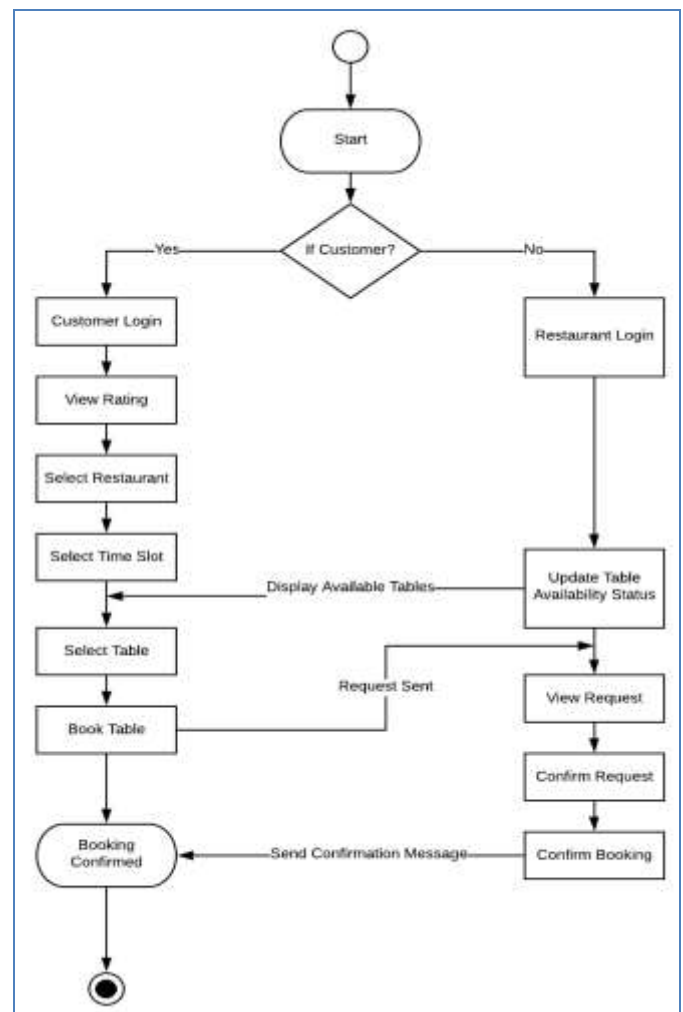 Start
If Customer?
Yes
No
Customer Login
Restaurant Login
View Rating
Select Restaurant
Select Time Slot
Display Available Tables
Update Table
Availability Status
Select Table
Request Sent
View Request
Book Table
Confirm Request
Booking
Confirmed
Send Confirmation Message
Confirm Booking